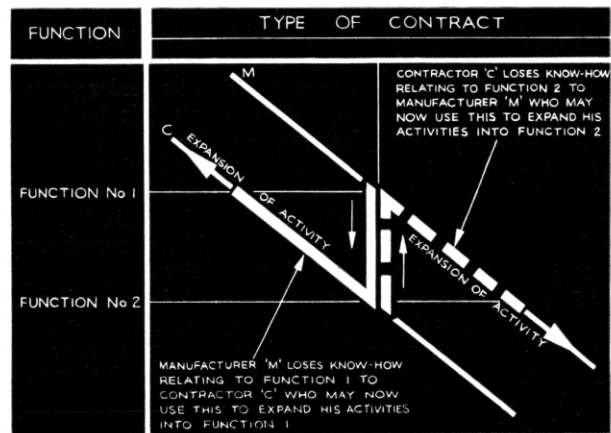 FUNCTION
TYPE OF CONTRACT
M
CONTRACTOR 'C' LOSES KNOW-HOW
RELATING TO FUNCTION 2 TO
MANUFACTURER 'M' WHO MAY
NOW USE THIS TO EXPAND HIS
ACTIVITIES INTO FUNCTION 2
C
EXPANSION OF ACTIVITY
FUNCTION No 1
EXPANSION OF ACTIVITY
FUNCTION No 2
MANUFACTURER 'M' LOSES KNOW-HOW
RELATING TO FUNCTION 1 TO
CONTRACTOR 'C' WHO MAY NOW
USE THIS TO EXPAND HIS ACTIVITIES
INTO FUNCTION 1